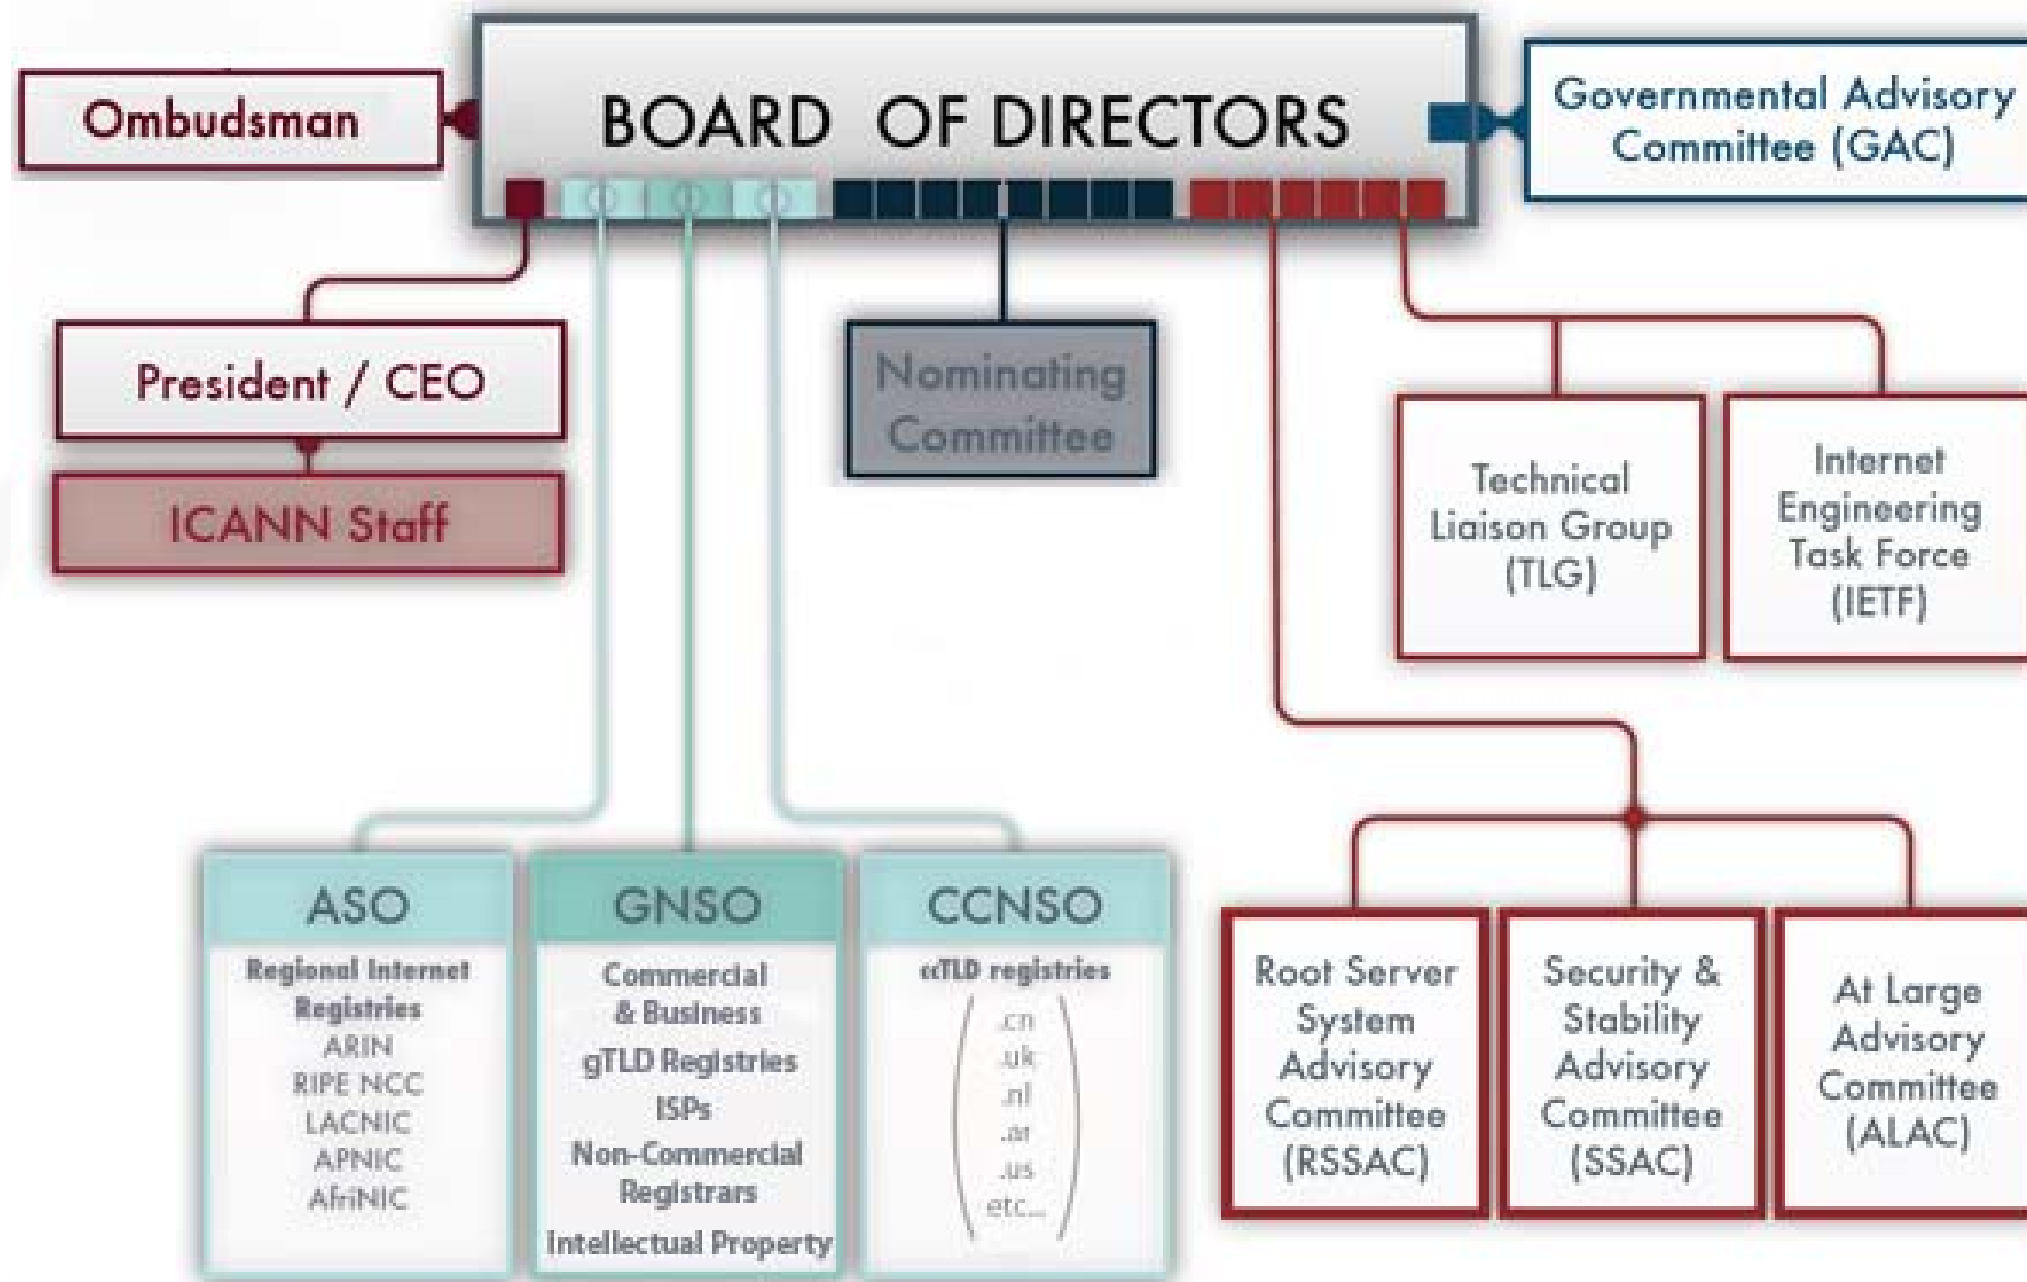 BOARD OF DIRECTORS
Ombudsman
Governmental Advisory
Committee (GAC)
President / CEO
ICANN Staff
Nominating
Committee
Technical
Liaison Group
(TLG)
Internet
Engineering
Task Force
(IETF)
ASO
Regional Internet
Registries
ARIN
RIPE NCC
LACNIC
APNIC
AfriNIC
GNSO
Commercial
& Business
gTLD Registries
ISPs
Non-Commercial
Registrars
Intellectual Property
CCNSO
ccTLD registries
.cn
.uk
.nl
.ar
.us
etc...
Root Server
System
Advisory
Committee
(RSSAC)
Security &
Stability
Advisory
Committee
(SSAC)
At Large
Advisory
Committee
(ALAC)